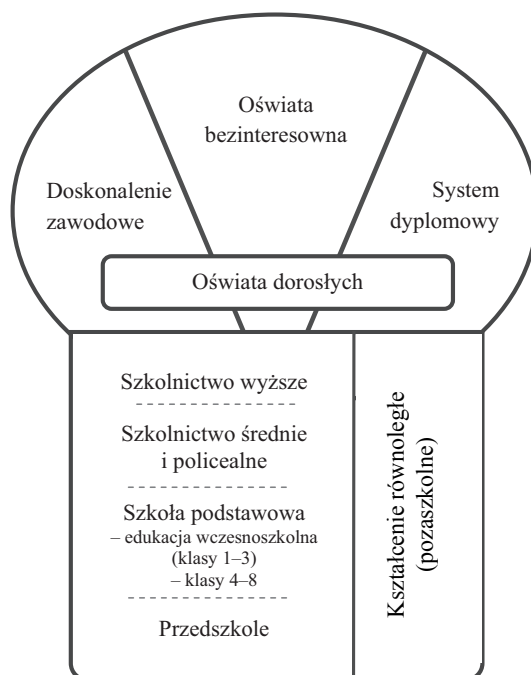 Oświata
bezinteresowna
Doskonalenie
zawodowe
System
dyplomowy
Oświata dorosłych
Szkolnictwo wyższe
Szkolnictwo średnie
i policealne
Szkoła podstawowa
– edukacja wczesnoszkolna
(klasy 1–3)
– klasy 4–8
Przedszkole
Kształcenie równoległe
(pozaszkolne)